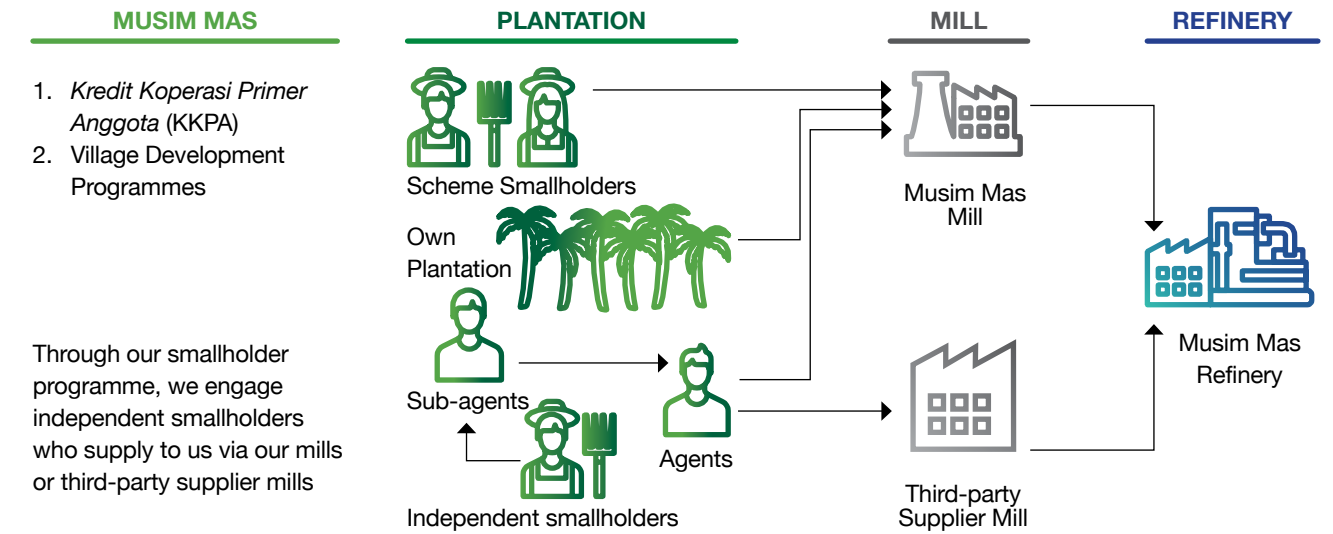 MUSIM MAS
1. Kredit Koperasi Primer
Anggota (KKPA)
2. Village Development
Programmes
Through our smallholder
programme, we engage
independent smallholders
who supply to us via our mills
or third-party supplier mills
PLANTATION
Scheme Smallholders
Own
Plantation
Sub-agents
Agents
Independent smallholders
MILL
Musim Mas
Mill
Third-party
Supplier Mill
REFINERY
Musim Mas
Refinery